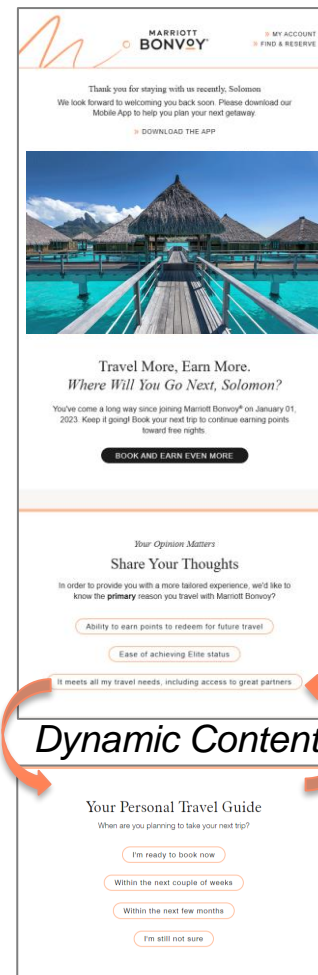 MARRIOTT
BONVOY®
» MY ACCOUNT
» FIND & RESERVE
Thank you for staying with us recently, Solomon
We look forward to welcoming you back soon. Please download our
Mobile App to help you plan your next getaway.
» DOWNLOAD THE APP
Travel More, Earn More.
Where Will You Go Next, Solomon?
You've come a long way since joining Marriott Bonvoy® on January 01,
2023. Keep it going! Book your next trip to continue earning points
toward free nights.
BOOK AND EARN EVEN MORE
Your Opinion Matters
Share Your Thoughts
In order to provide you with a more tailored experience, we'd like to
know the primary reason you travel with Marriott Bonvoy?
Ability to earn points to redeem for future travel
Ease of achieving Elite status
It meets all my travel needs, including access to great partners
Dynamic Content
Your Personal Travel Guide
When are you planning to take your next trip?
I'm ready to book now
Within the next couple of weeks
Within the next few months
I'm still not sure